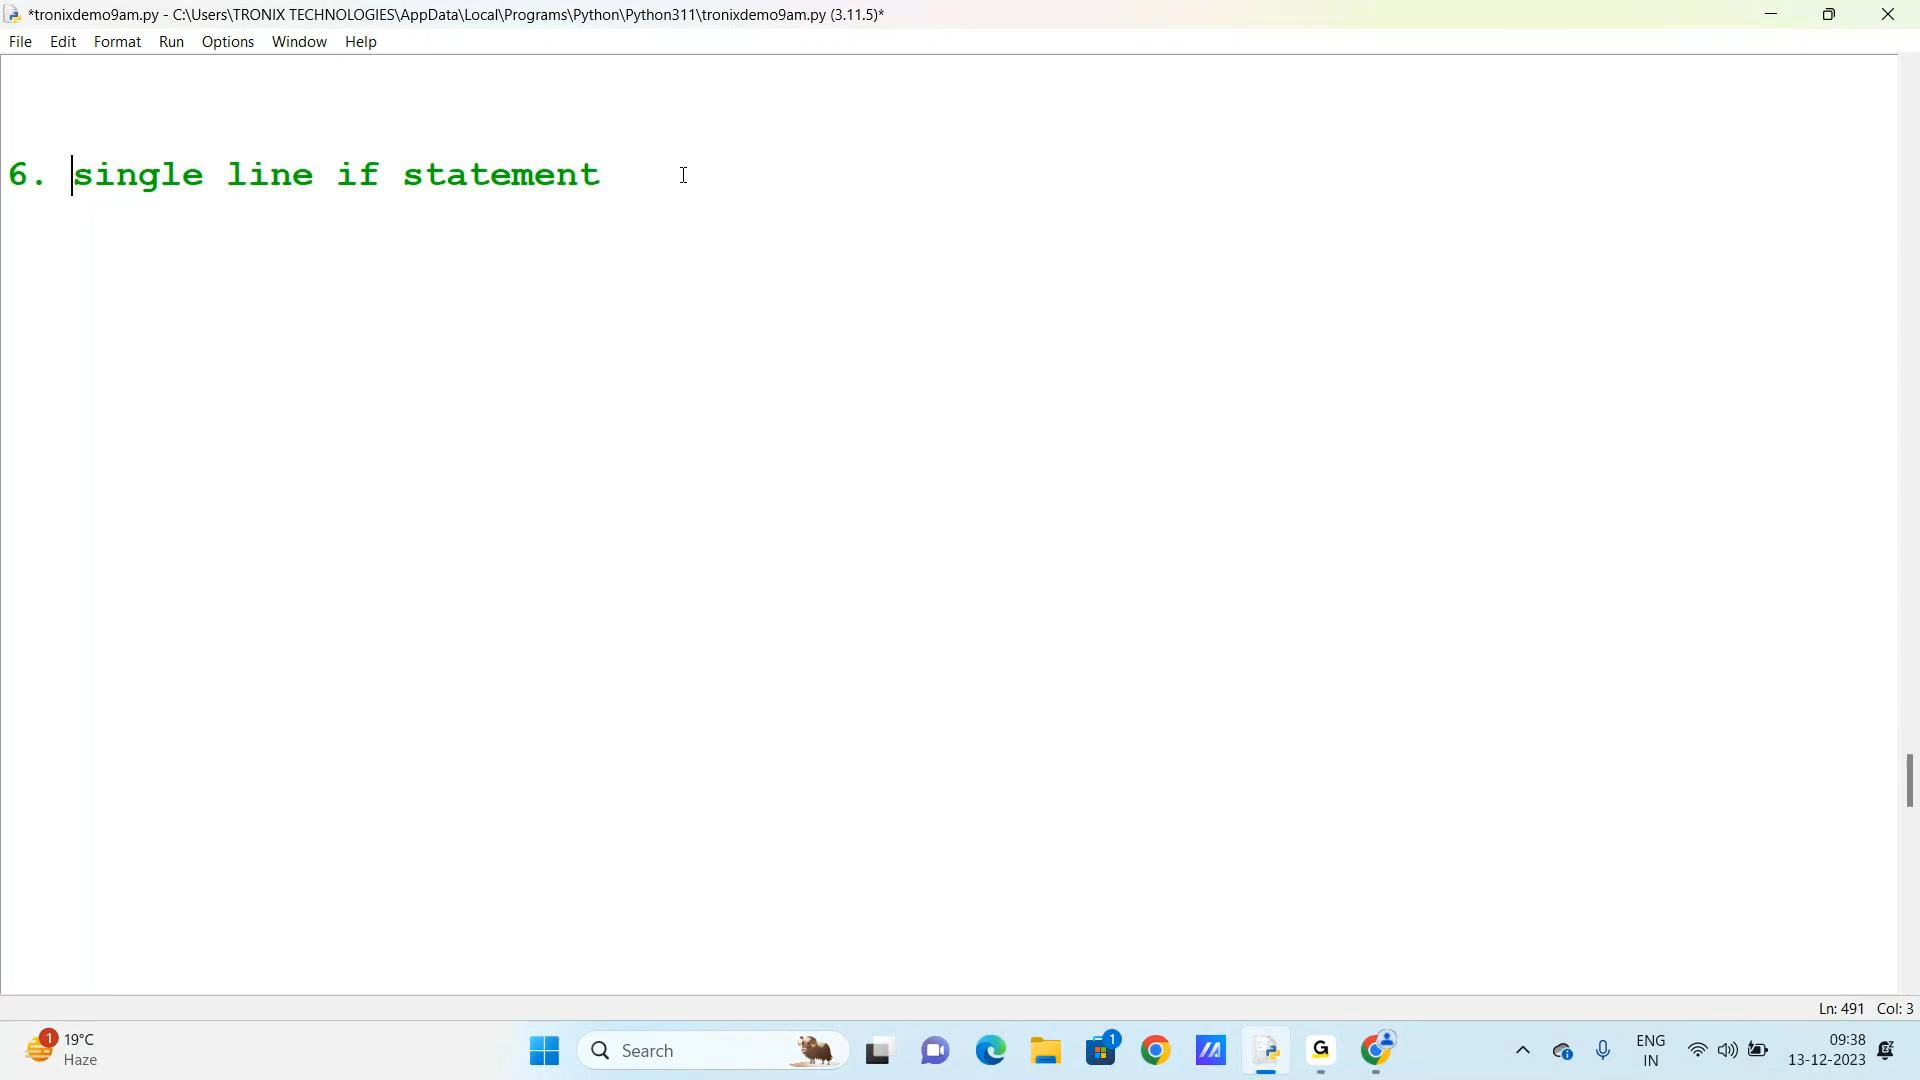 *tronixdemo9am.py - C:\Users\TRONIX TECHNOLOGIES\AppData\Local\Programs\Python\Python311\tronixdemo9am.py (3.11.5)*
File Edit Format Run Options Window Help
6. single line if statement
Ln: 491 Col: 3
1
19°C
Haze
Search
1
G
ENG
IN
09:38
13-12-2023